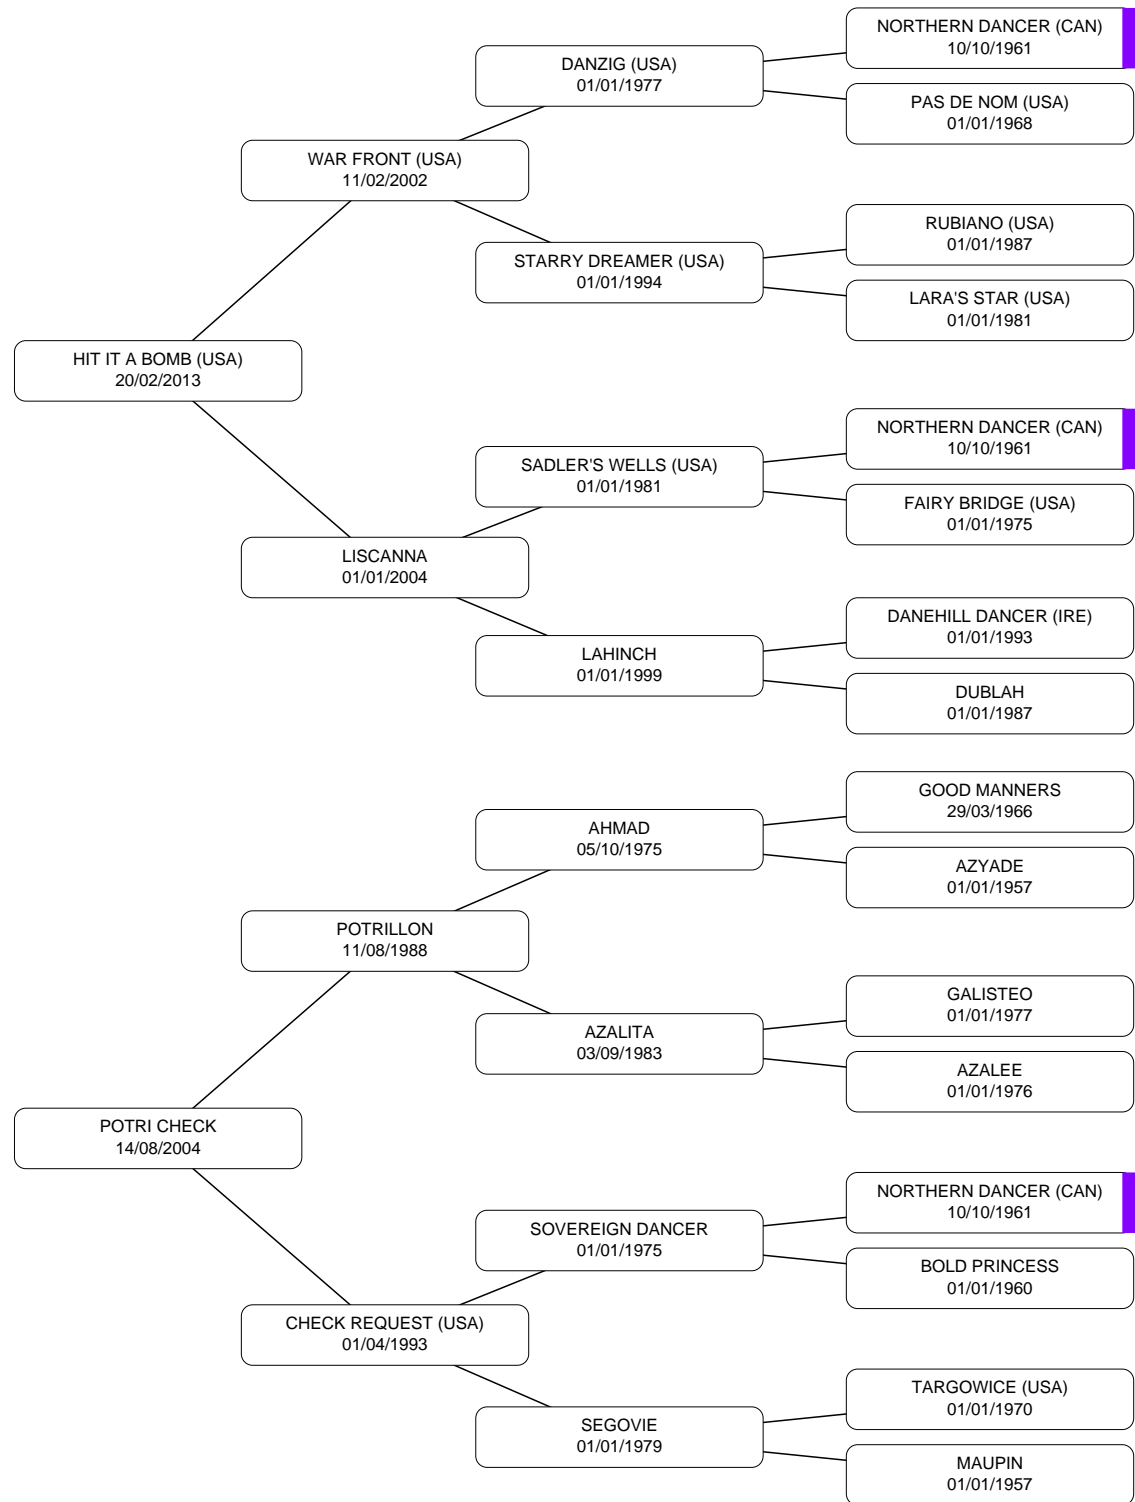 NORTHERN DANCER (CAN)
10/10/1961
DANZIG (USA)
01/01/1977
PAS DE NOM (USA)
01/01/1968
WAR FRONT (USA)
11/02/2002
RUBIANO (USA)
01/01/1987
STARRY DREAMER (USA)
01/01/1994
LARA'S STAR (USA)
01/01/1981
HIT IT A BOMB (USA)
20/02/2013
NORTHERN DANCER (CAN)
10/10/1961
SADLER'S WELLS (USA)
01/01/1981
FAIRY BRIDGE (USA)
01/01/1975
LISCANNA
01/01/2004
DANEHILL DANCER (IRE)
01/01/1993
LAHINCH
01/01/1999
DUBLAH
01/01/1987
GOOD MANNERS
29/03/1966
AHMAD
05/10/1975
AZYADE
01/01/1957
POTRILLON
11/08/1988
GALISTEO
01/01/1977
AZALITA
03/09/1983
AZALEE
01/01/1976
POTRI CHECK
14/08/2004
NORTHERN DANCER (CAN)
10/10/1961
SOVEREIGN DANCER
01/01/1975
BOLD PRINCESS
01/01/1960
CHECK REQUEST (USA)
01/04/1993
TARGOWICE (USA)
01/01/1970
SEGOVIE
01/01/1979
MAUPIN
01/01/1957